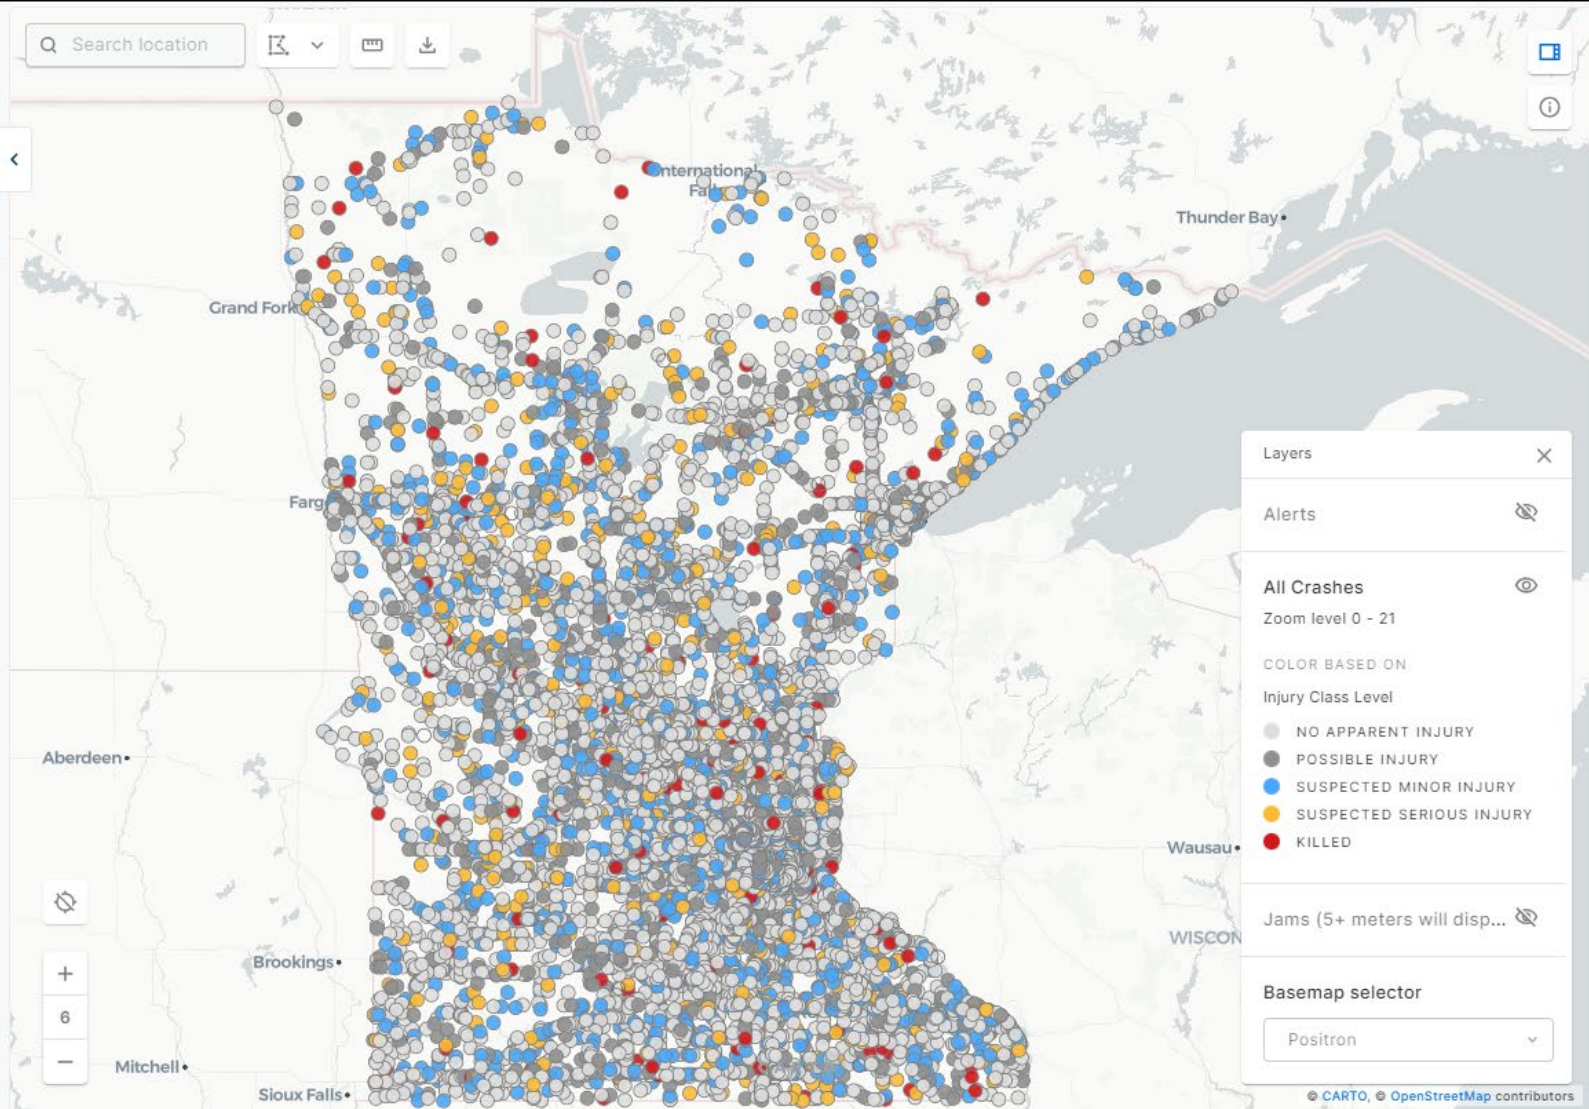 Search location
International
Falls
Thunder Bay
Grand Fork
Farg
Aberdeen
Wausau
WISCON
Brookings
Mitchell
Sioux Falls
6
Layers
Alerts
All Crashes
Zoom level 0 - 21
COLOR BASED ON
Injury Class Level
NO APPARENT INJURY
POSSIBLE INJURY
SUSPECTED MINOR INJURY
SUSPECTED SERIOUS INJURY
KILLED
Jams (5+ meters will disp...
Basemap selector
Positron
© CARTO, © OpenStreetMap contributors